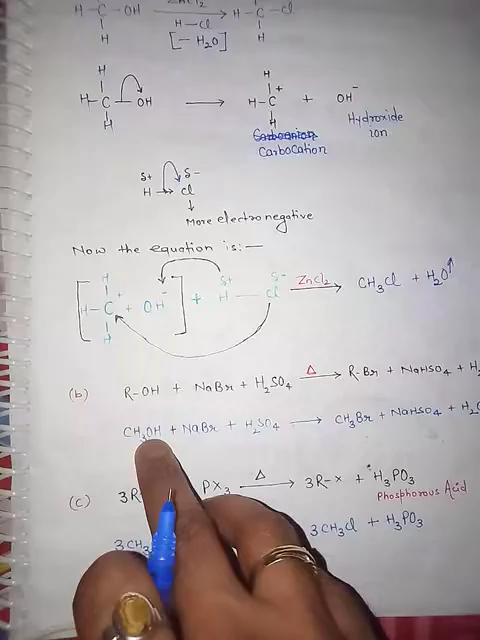 H
H-C-OH ZnCl2 → H-C-Cl
H-Cl
[-H2O]
H H
H H
H-C-OH → H-C+ + OH-
H H
Hydroxide ion
Carbocation
δ+ δ-
H → Cl
↓
More electronegative
Now the equation is:-
[H-C+ + OH-] + H-Cl ZnCl2 → CH3Cl + H2O↑
H H δ+ δ-
(b) R-OH + NaBr + H2SO4 Δ → R-Br + NaHSO4 +
CH3OH + NaBr + H2SO4 → CH3Br + NaHSO4 +
(c) 3R PX3 Δ → 3R-X + H3PO3
Phosphorous Acid
3CH3 3CH3Cl + H3PO3